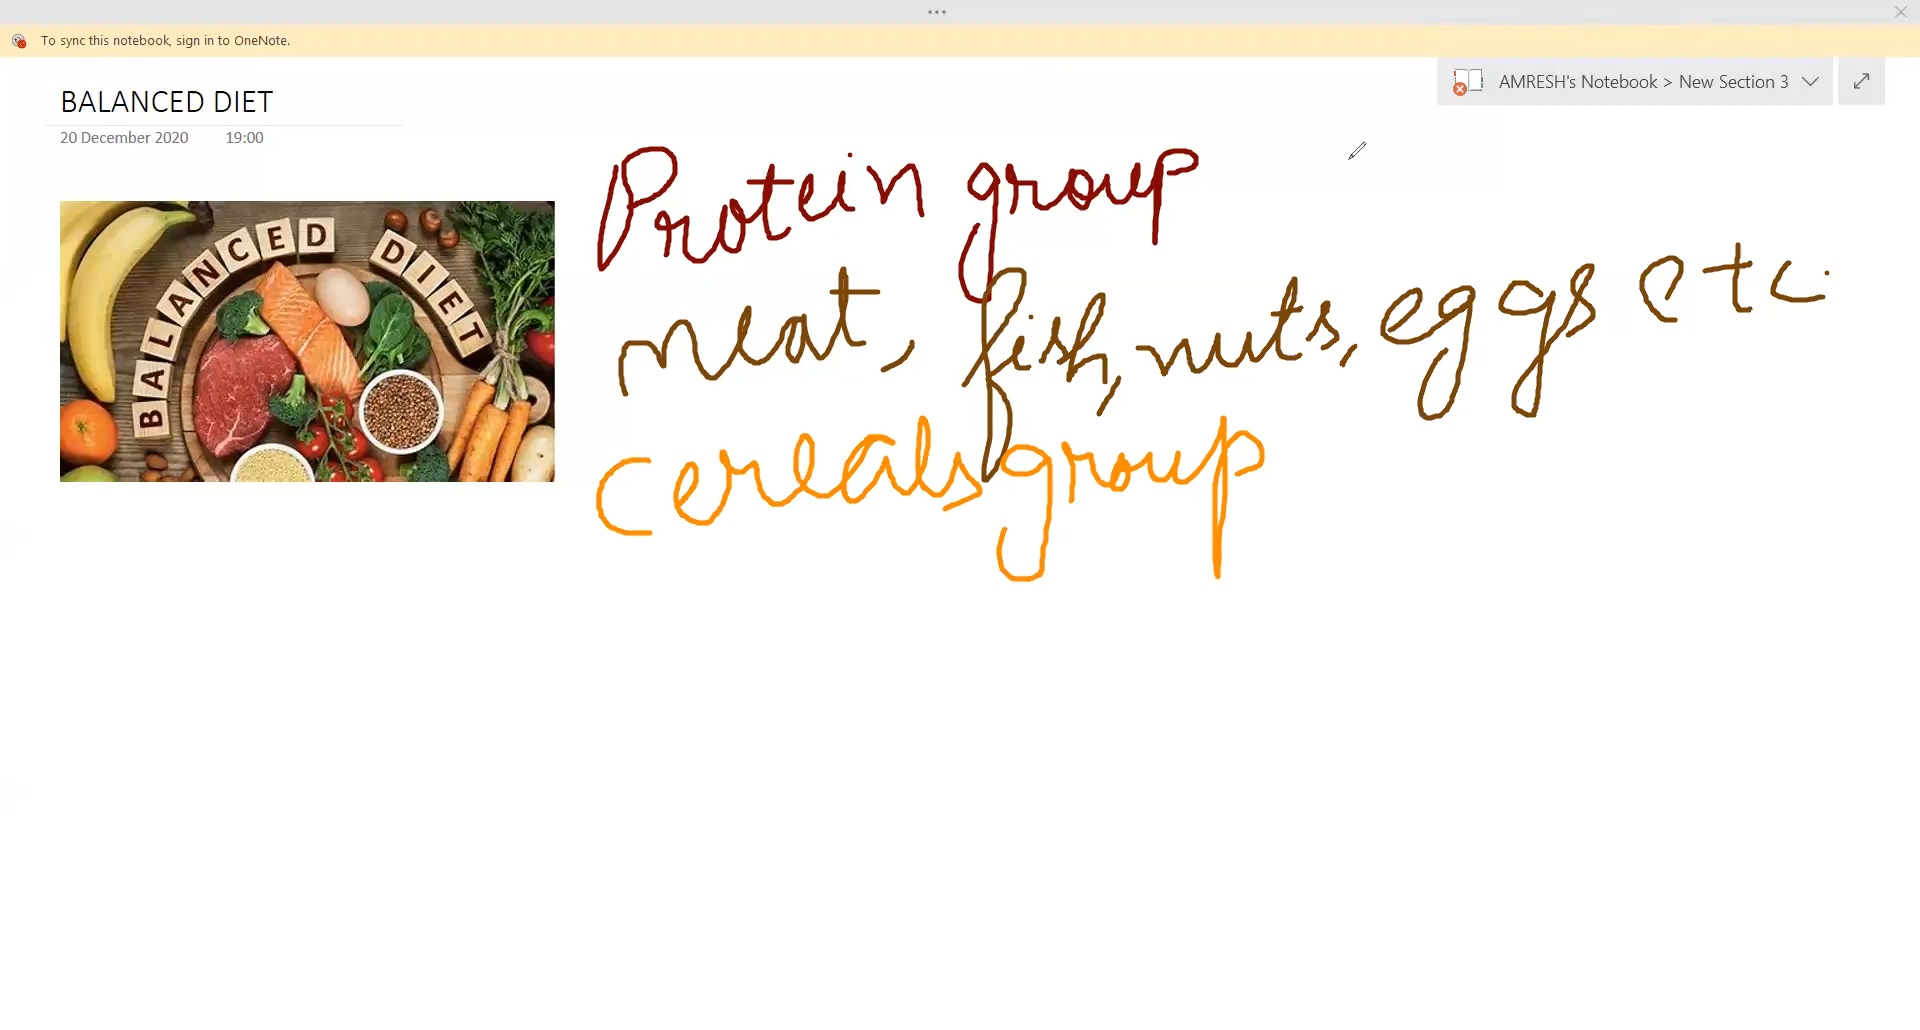 To sync this notebook, sign in to OneNote.
AMRESH's Notebook > New Section 3
BALANCED DIET
20 December 2020 19:00
BALANCED DIET
Protein group
meat, fish, nuts, eggs etc.
cereals group